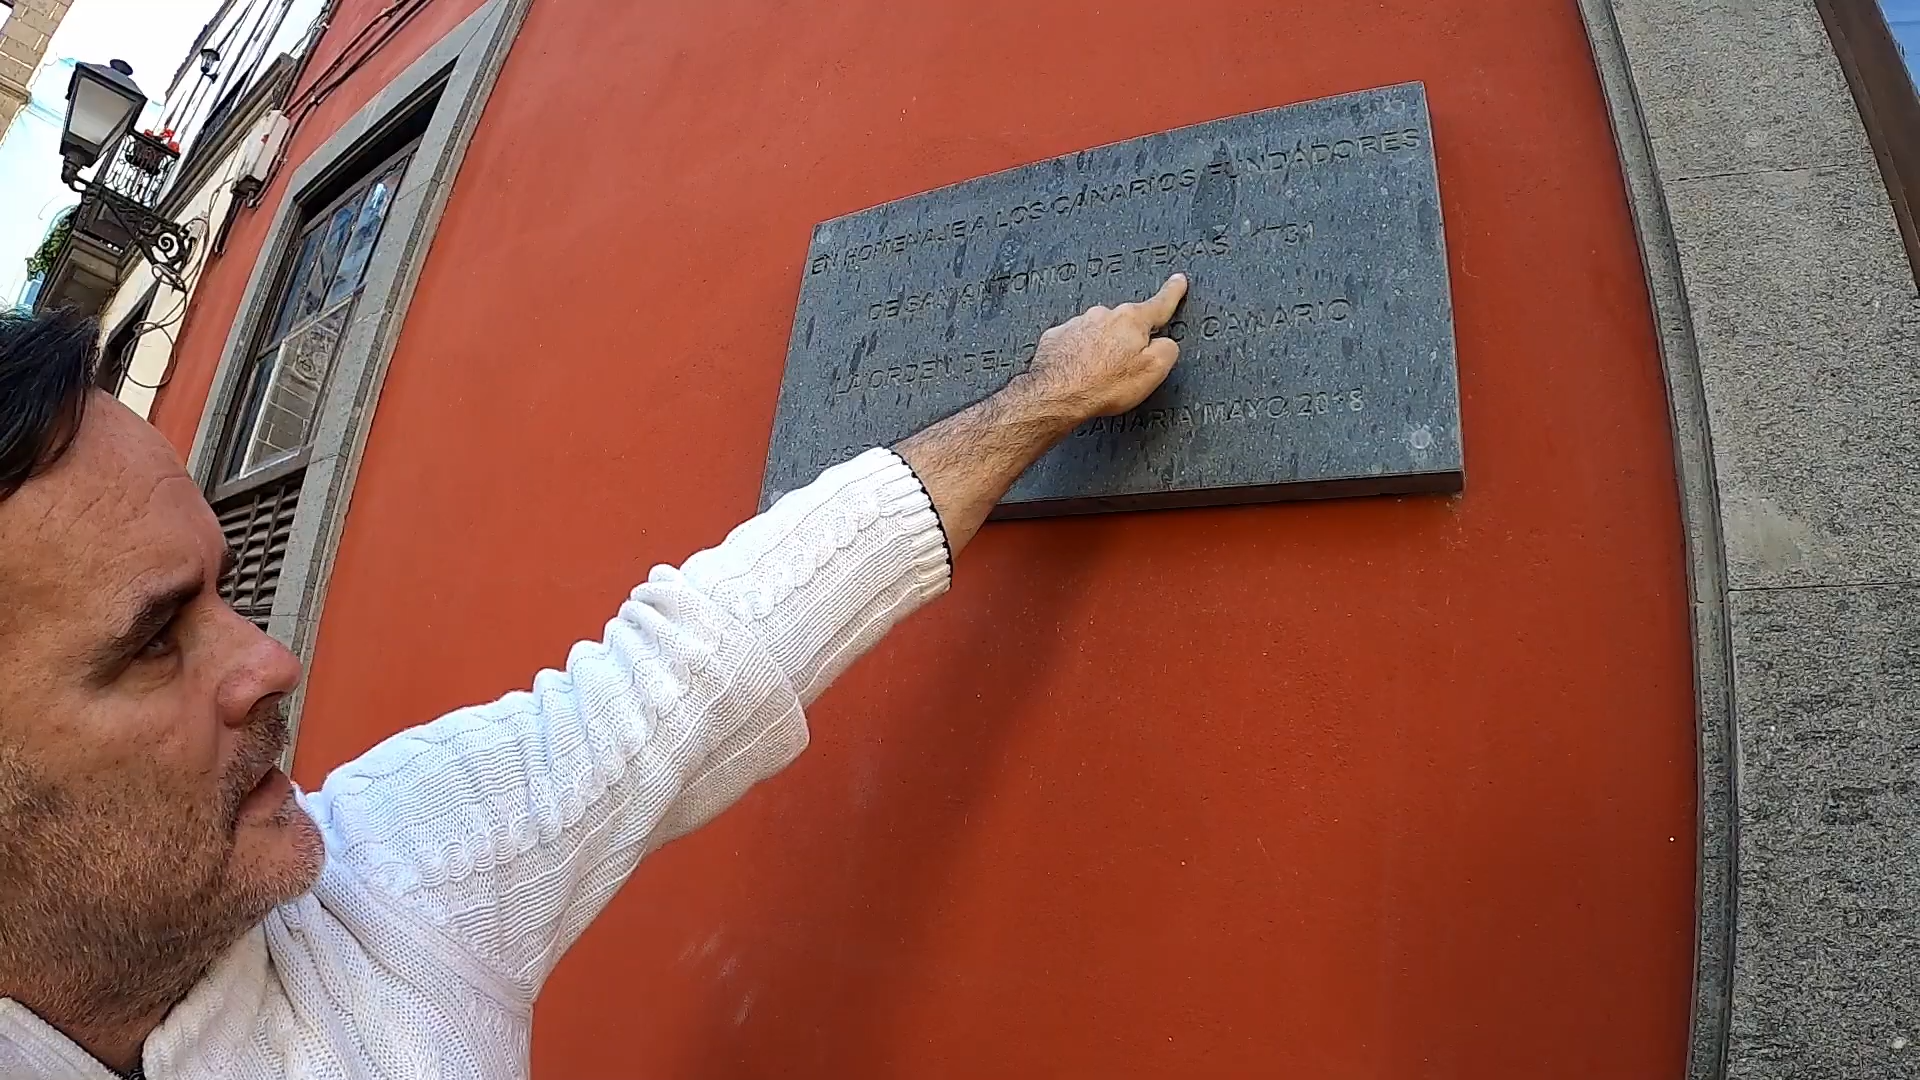 EN HOMENAJE A LOS CANARIOS FUNDADORES
DE SAN ANTONIO DE TEXAS 1731
LA ORDEN DEL CANARIO
CANARIA MAYO 2018